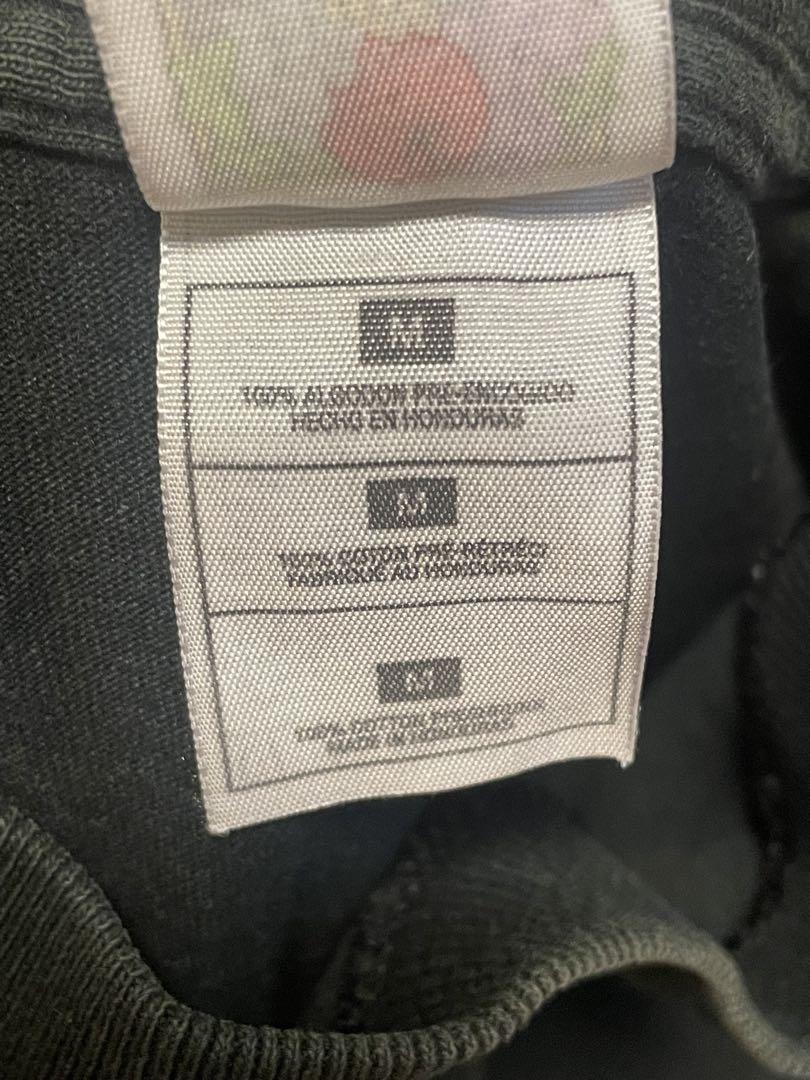 M
100% ALGODON PRE-ENCOGIDO
HECHO EN HONDURAS
M
100% COTON PRÉ-RÉTRÉCI
FABRIQUE AU HONDURAS
M
100% COTTON PRESHRUNK
MADE IN HONDURAS